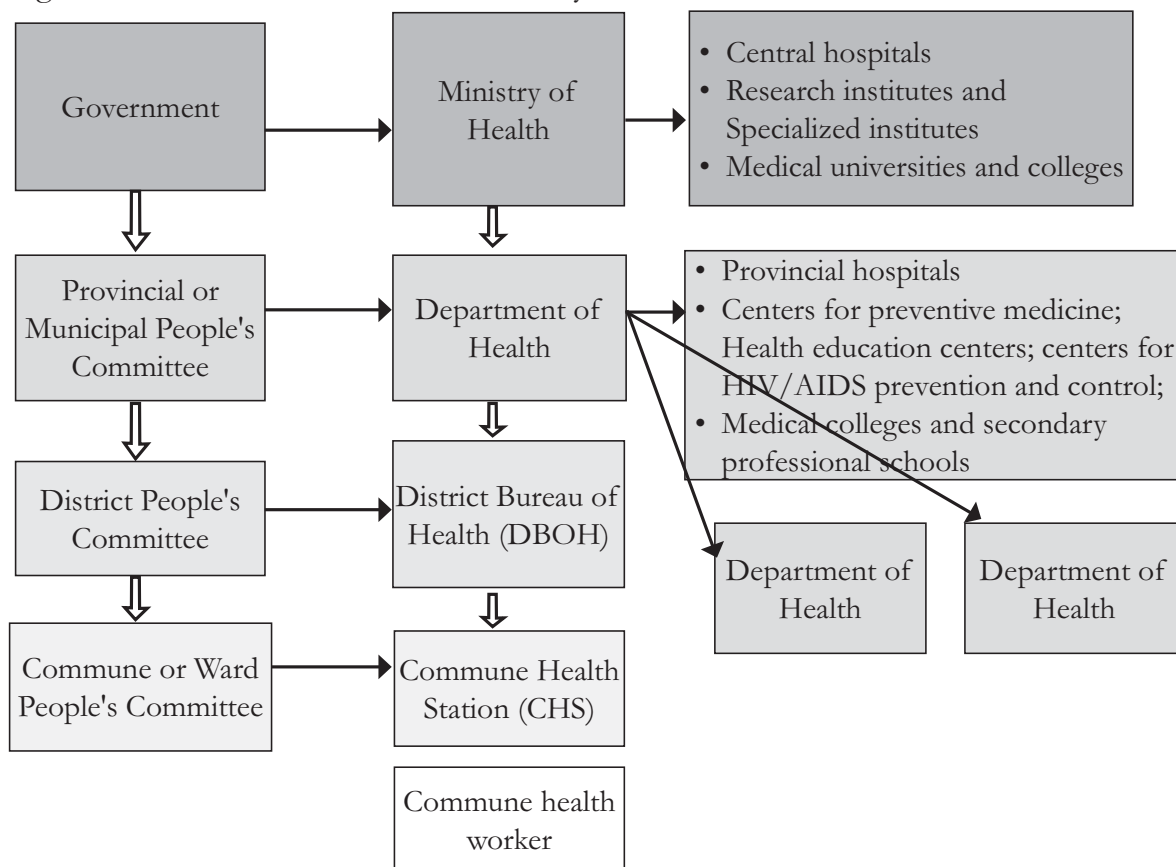 Government
Ministry of
Health
• Central hospitals
• Research institutes and
Specialized institutes
• Medical universities and colleges
Provincial or
Municipal People's
Committee
Department of
Health
• Provincial hospitals
• Centers for preventive medicine;
Health education centers; centers for
HIV/AIDS prevention and control;
• Medical colleges and secondary
professional schools
District People's
Committee
District Bureau of
Health (DBOH)
Department of
Health
Department of
Health
Commune or Ward
People's Committee
Commune Health
Station (CHS)
Commune health
worker